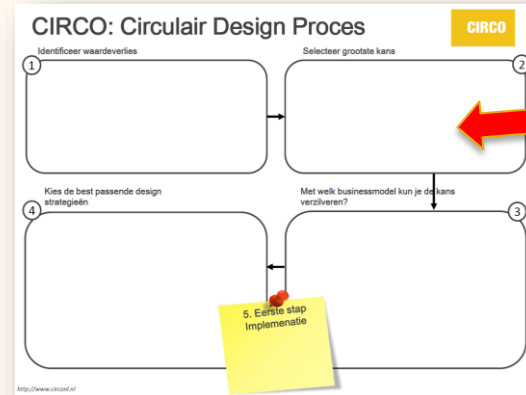 CIRCO: Circulair Design Proces
CIRCO
Identificeer waardeverlies
Selecteer grootste kans
1
2
Kies de best passende design
strategieën
Met welk businessmodel kun je de kans
verzilveren?
4
3
5. Eerste stap
Implemenatie
http://www.circonl.nl